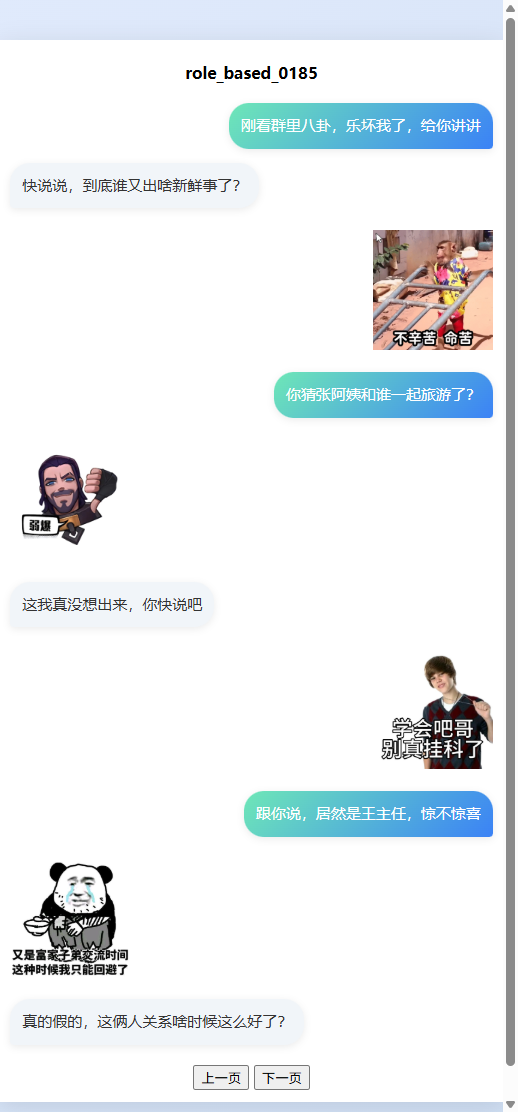 role_based_0185
刚看群里八卦，乐坏我了，给你讲讲
快说说，到底谁又出啥新鲜事了？
不辛苦 命苦
你猜张阿姨和谁一起旅游了？
弱爆
这我真没想出来，你快说吧
学会吧哥
别真挂科了
跟你说，居然是王主任，惊不惊喜
又是富家子弟交流时间
这种时候我只能回避了
真的假的，这俩人关系啥时候这么好了？
上一页 下一页